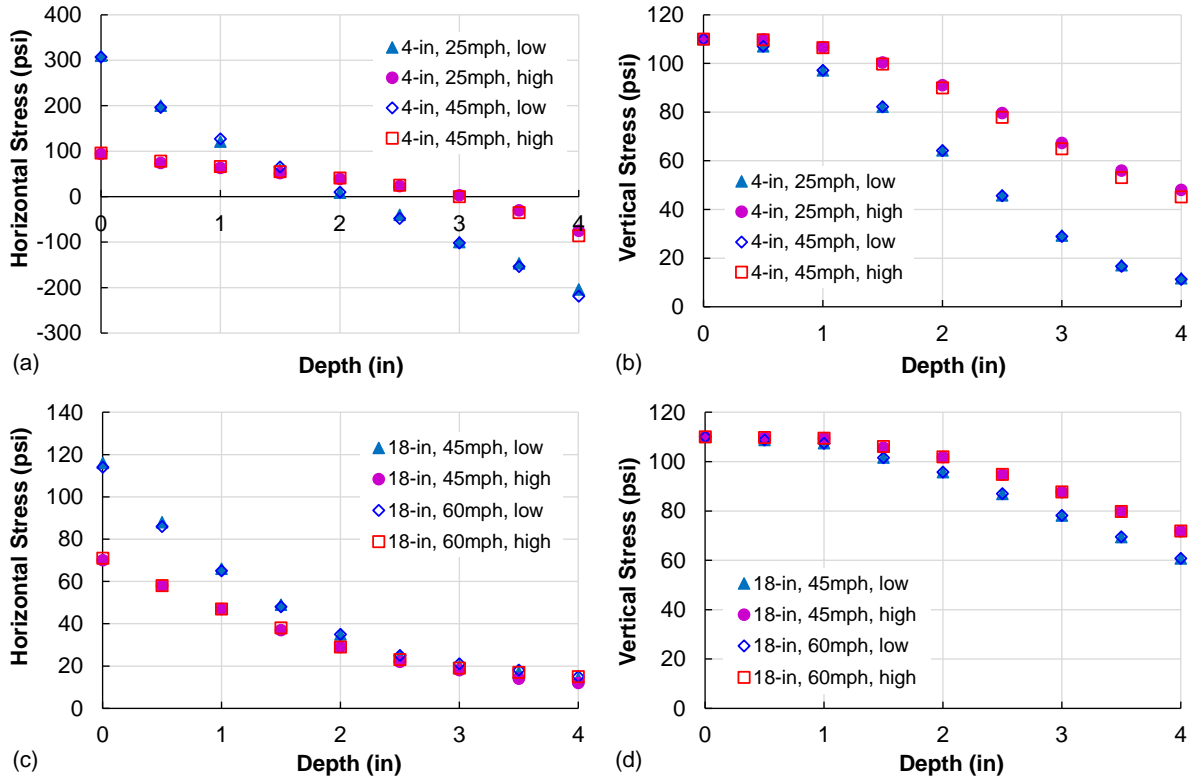 (a)
Horizontal Stress (psi)
400
300
200
100
0
-100
-200
-300
0 1 2 3 4
4-in, 25mph, low
4-in, 25mph, high
4-in, 45mph, low
4-in, 45mph, high
Depth (in)
(b)
Vertical Stress (psi)
120
100
80
60
40
20
0
0 1 2 3 4
4-in, 25mph, low
4-in, 25mph, high
4-in, 45mph, low
4-in, 45mph, high
Depth (in)
(c)
Horizontal Stress (psi)
140
120
100
80
60
40
20
0
0 1 2 3 4
18-in, 45mph, low
18-in, 45mph, high
18-in, 60mph, low
18-in, 60mph, high
Depth (in)
(d)
Vertical Stress (psi)
120
100
80
60
40
20
0
0 1 2 3 4
18-in, 45mph, low
18-in, 45mph, high
18-in, 60mph, low
18-in, 60mph, high
Depth (in)